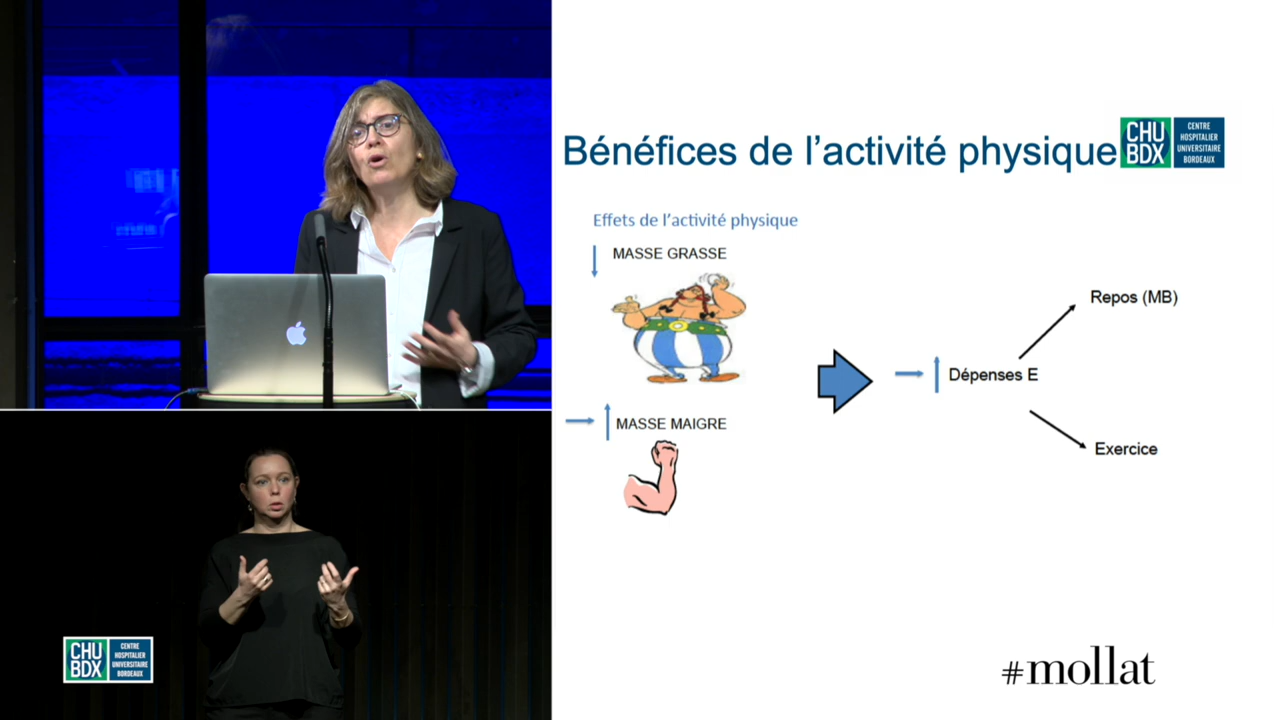 Bénéfices de l’activité physique
CHU
BDX
CENTRE
HOSPITALIER
UNIVERSITAIRE
BORDEAUX
Effets de l’activité physique
MASSE GRASSE
Repos (MB)
Dépenses E
MASSE MAIGRE
Exercice
CHU
BDX
CENTRE
HOSPITALIER
UNIVERSITAIRE
BORDEAUX
#mollat